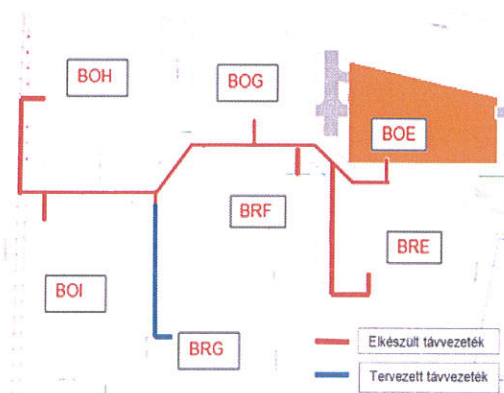 BOH
BOG
BOE
BRF
BRE
BOI
BRG
Elkészült távvezeték
Tervezett távvezeték